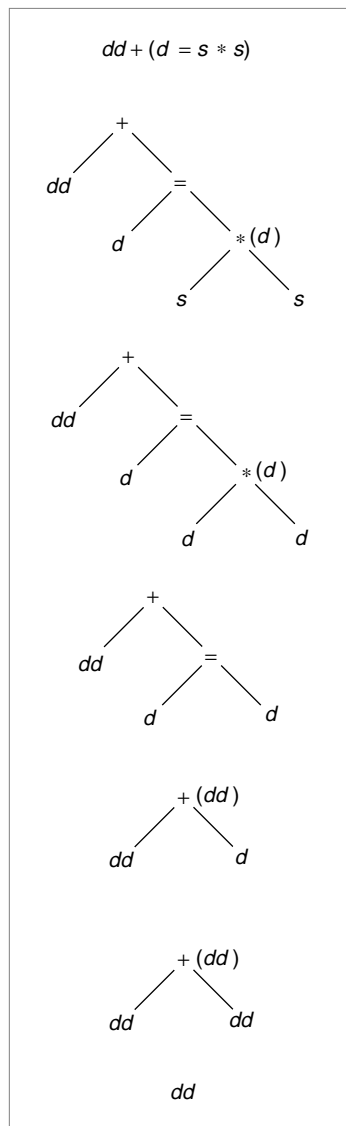 dd + (d = s * s)
+
dd =
d * (d)
s s
+
dd =
d * (d)
d d
+
dd =
d d
+ (dd)
dd d
+ (dd)
dd dd
dd